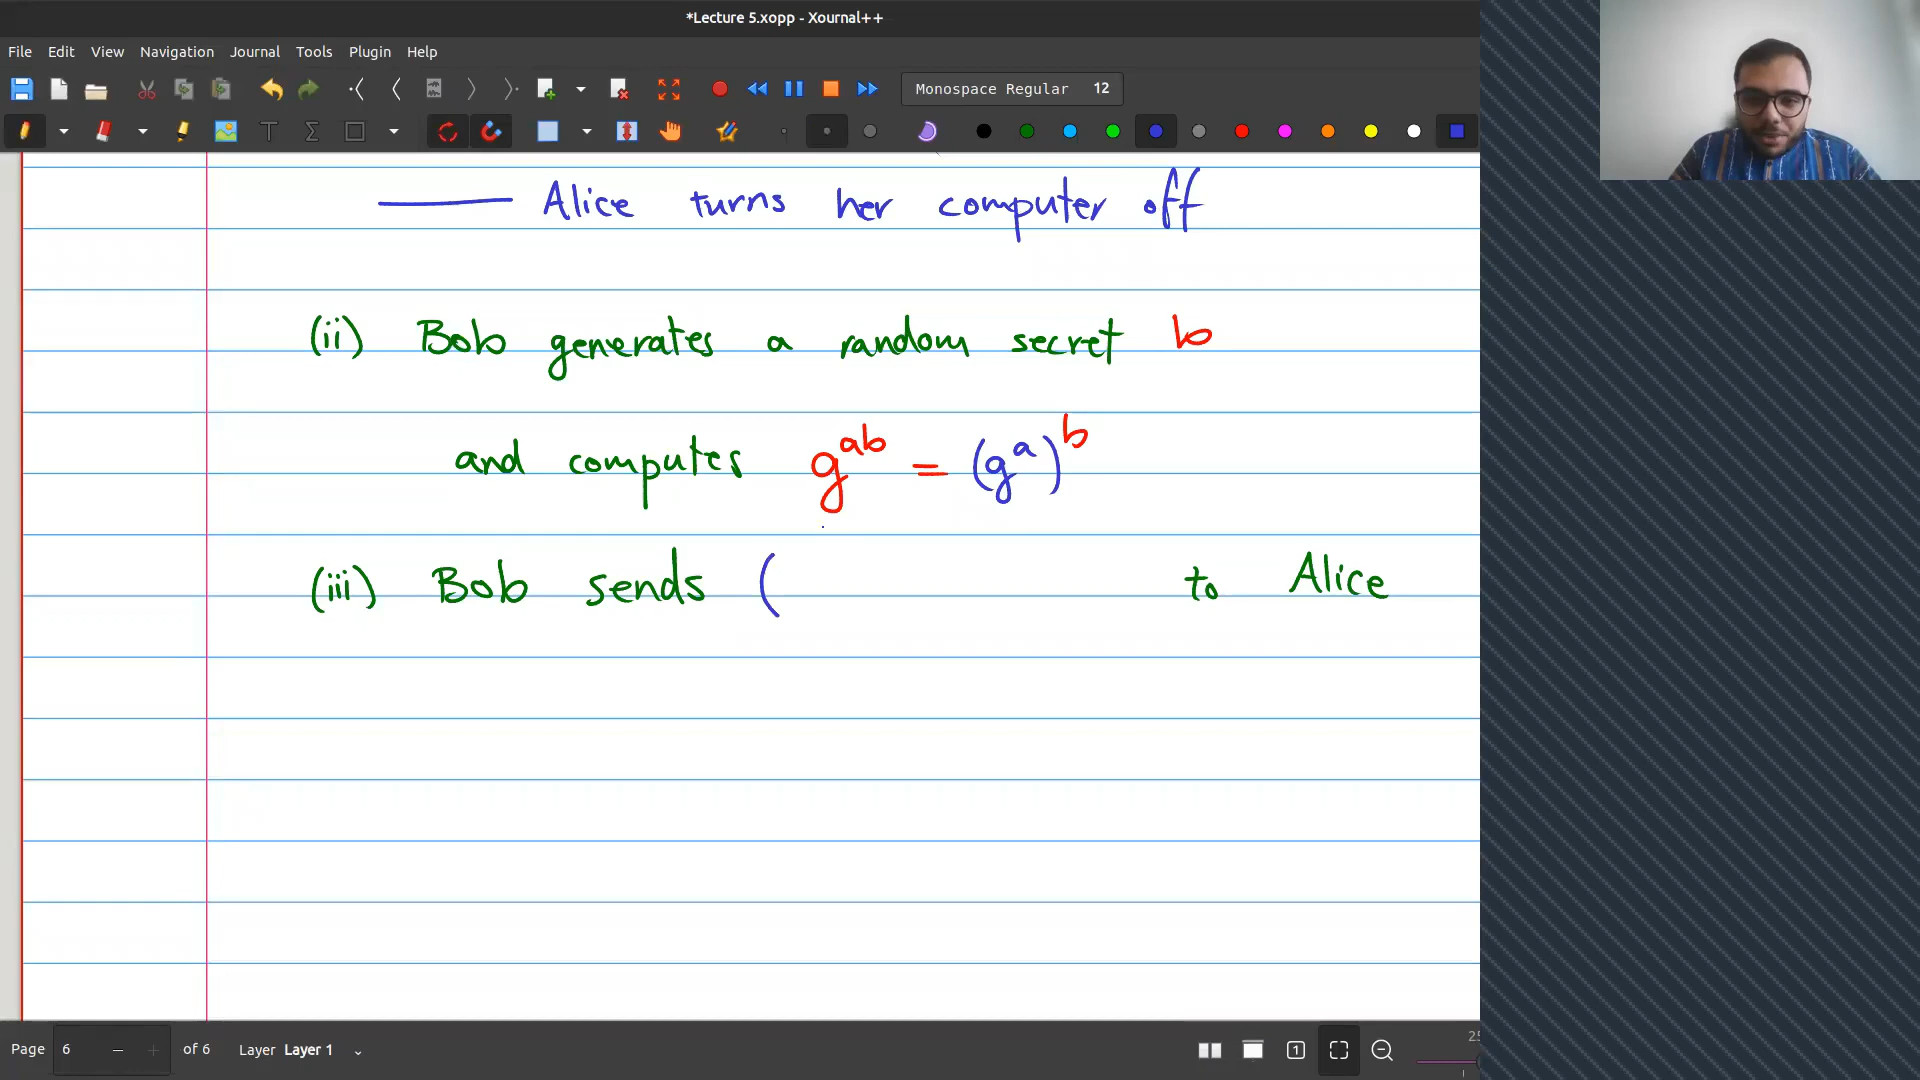 *Lecture 5.xopp - Xournal++
File Edit View Navigation Journal Tools Plugin Help
Monospace Regular 12
Alice turns her computer off
(ii) Bob generates a random secret b
and computes g^{ab} = (g^a)^b
(iii) Bob sends ( to Alice
Page 6 of 6 Layer Layer 1